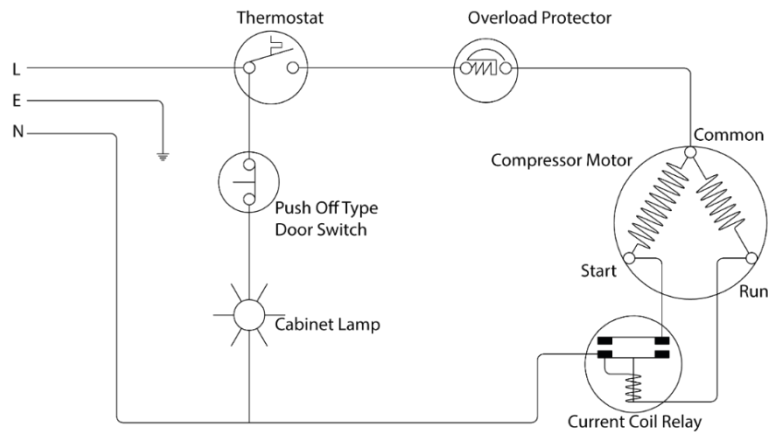 Thermostat
Overload Protector
L
E
N
Common
Compressor Motor
Push Off Type
Door Switch
Start
Run
Cabinet Lamp
Current Coil Relay